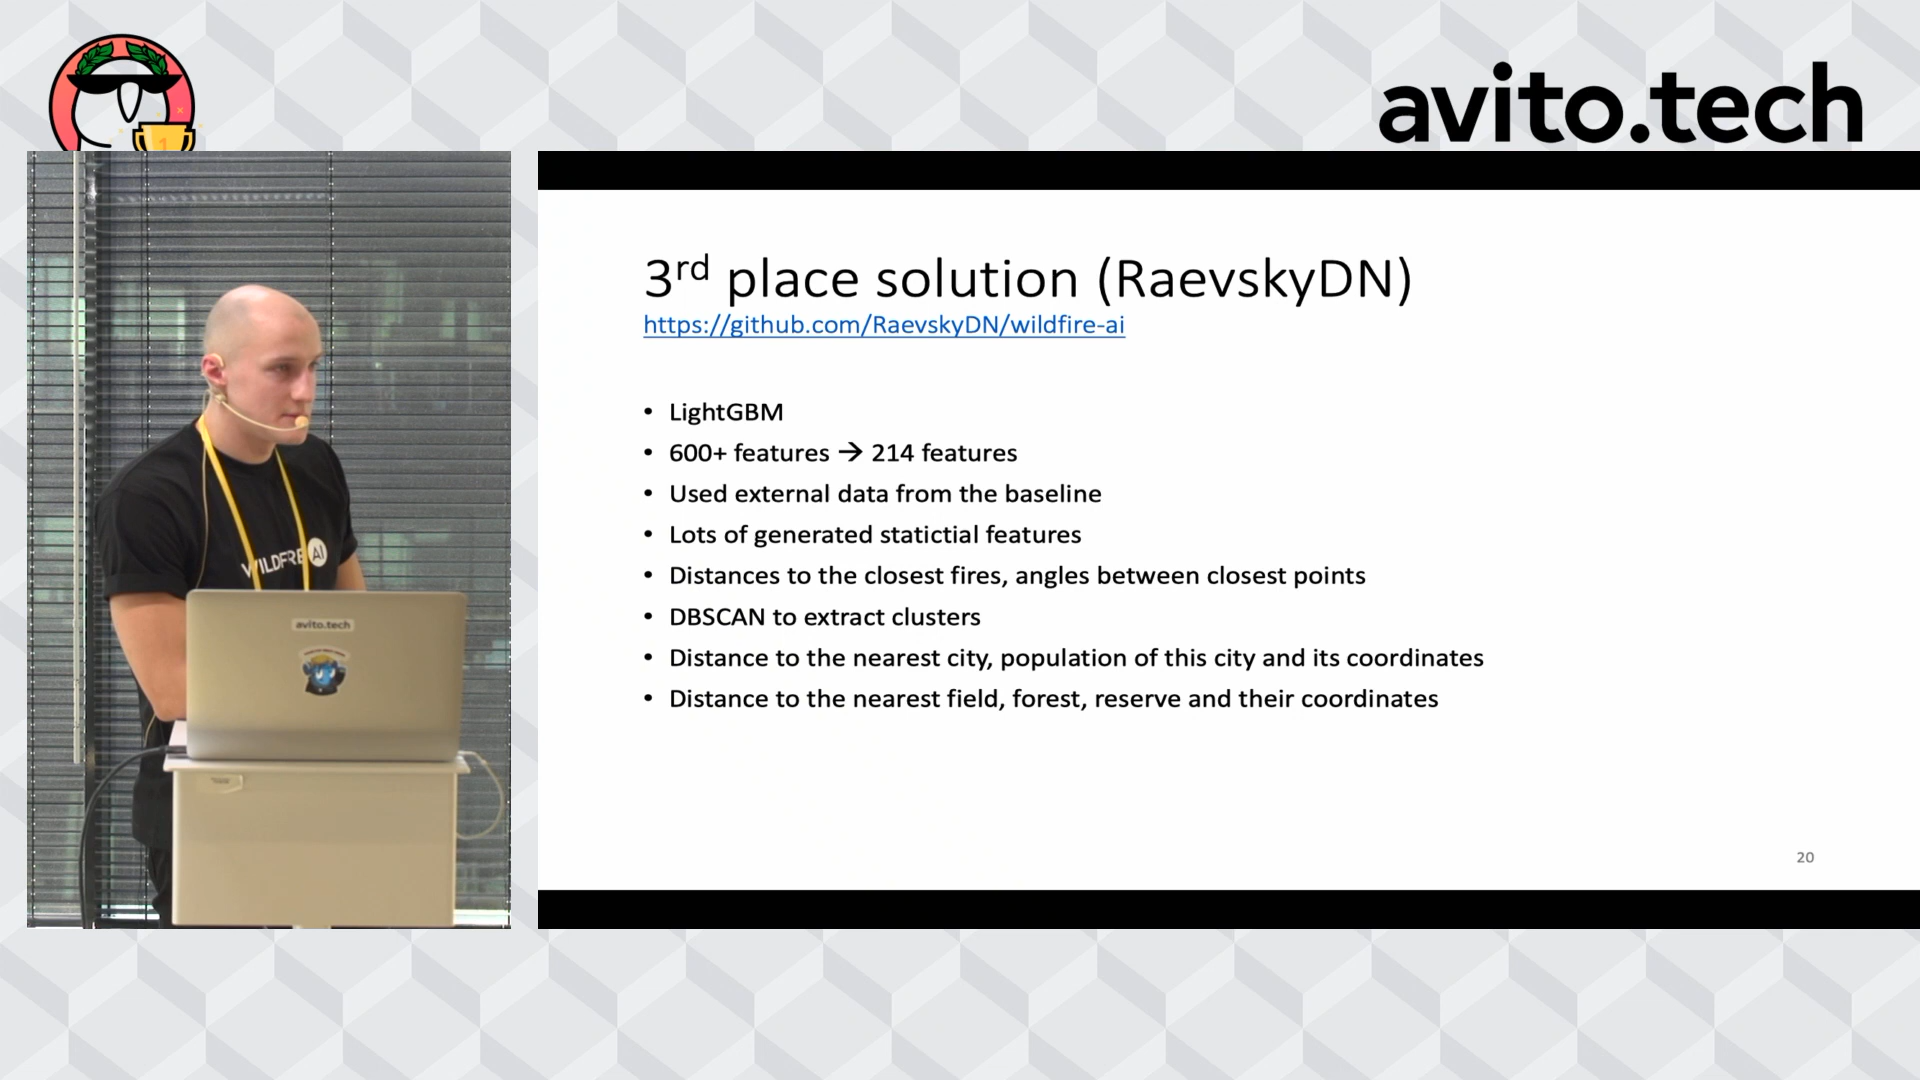 avito.tech
3rd place solution (RaevskyDN)
https://github.com/RaevskyDN/wildfire-ai
• LightGBM
• 600+ features → 214 features
• Used external data from the baseline
• Lots of generated statictial features
• Distances to the closest fires, angles between closest points
• DBSCAN to extract clusters
• Distance to the nearest city, population of this city and its coordinates
• Distance to the nearest field, forest, reserve and their coordinates
20
WILDFIRE AI
avito.tech
1